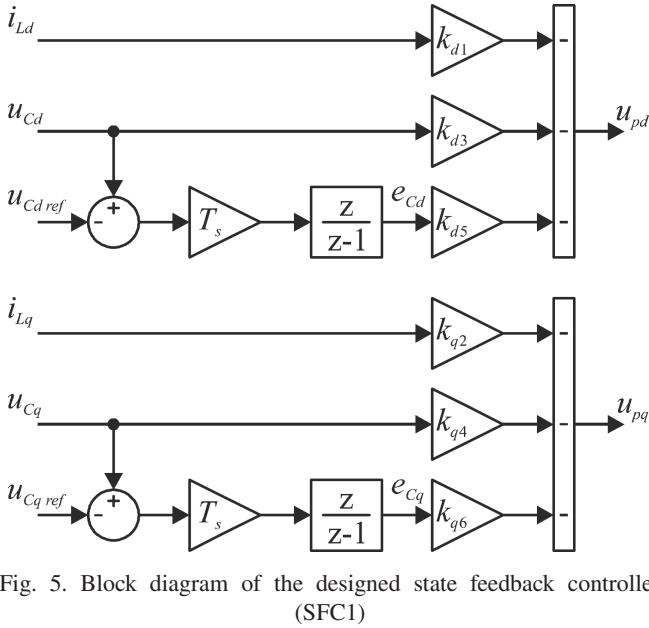 i_Ld
k_d1
-
u_Cd
k_d3
-
u_pd
u_Cd ref
+
-
T_s
z
z-1
e_Cd
k_d5
-
i_Lq
k_q2
-
u_Cq
k_q4
-
u_pq
u_Cq ref
+
-
T_s
z
z-1
e_Cq
k_q6
-
Fig. 5. Block diagram of the designed state feedback controlle
(SFC1)